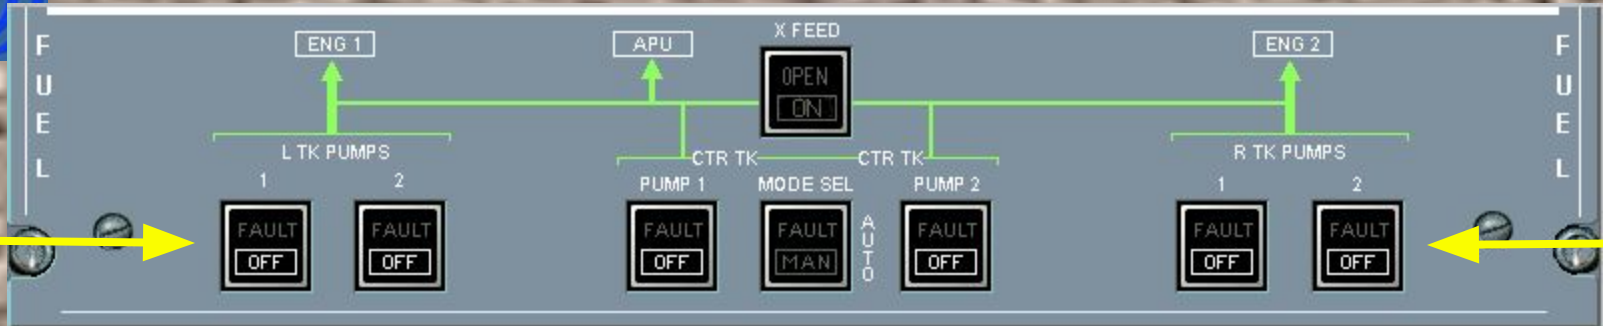 FUEL
ENG 1
APU
X FEED
OPEN
ON
ENG 2
FUEL
L TK PUMPS
1
2
CTR TK
CTR TK
PUMP 1
MODE SEL
PUMP 2
R TK PUMPS
1
2
FAULT
OFF
FAULT
OFF
FAULT
OFF
FAULT
MAN
AUTO
FAULT
OFF
FAULT
OFF
FAULT
OFF